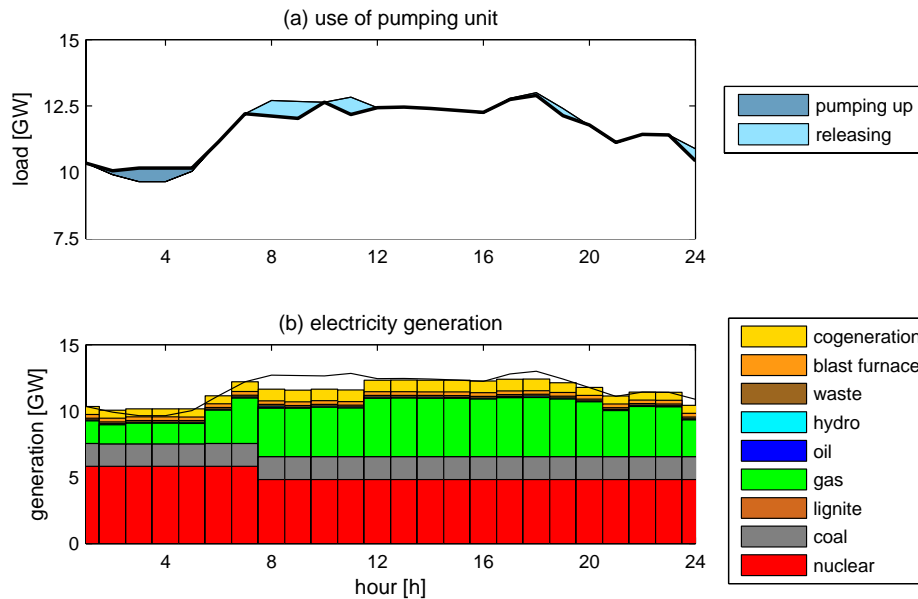 (a) use of pumping unit
15
12.5
10
7.5
load [GW]
4
8
12
16
20
24
pumping up
releasing
(b) electricity generation
15
10
5
0
generation [GW]
4
8
12
16
20
24
hour [h]
cogeneration
blast furnace
waste
hydro
oil
gas
lignite
coal
nuclear